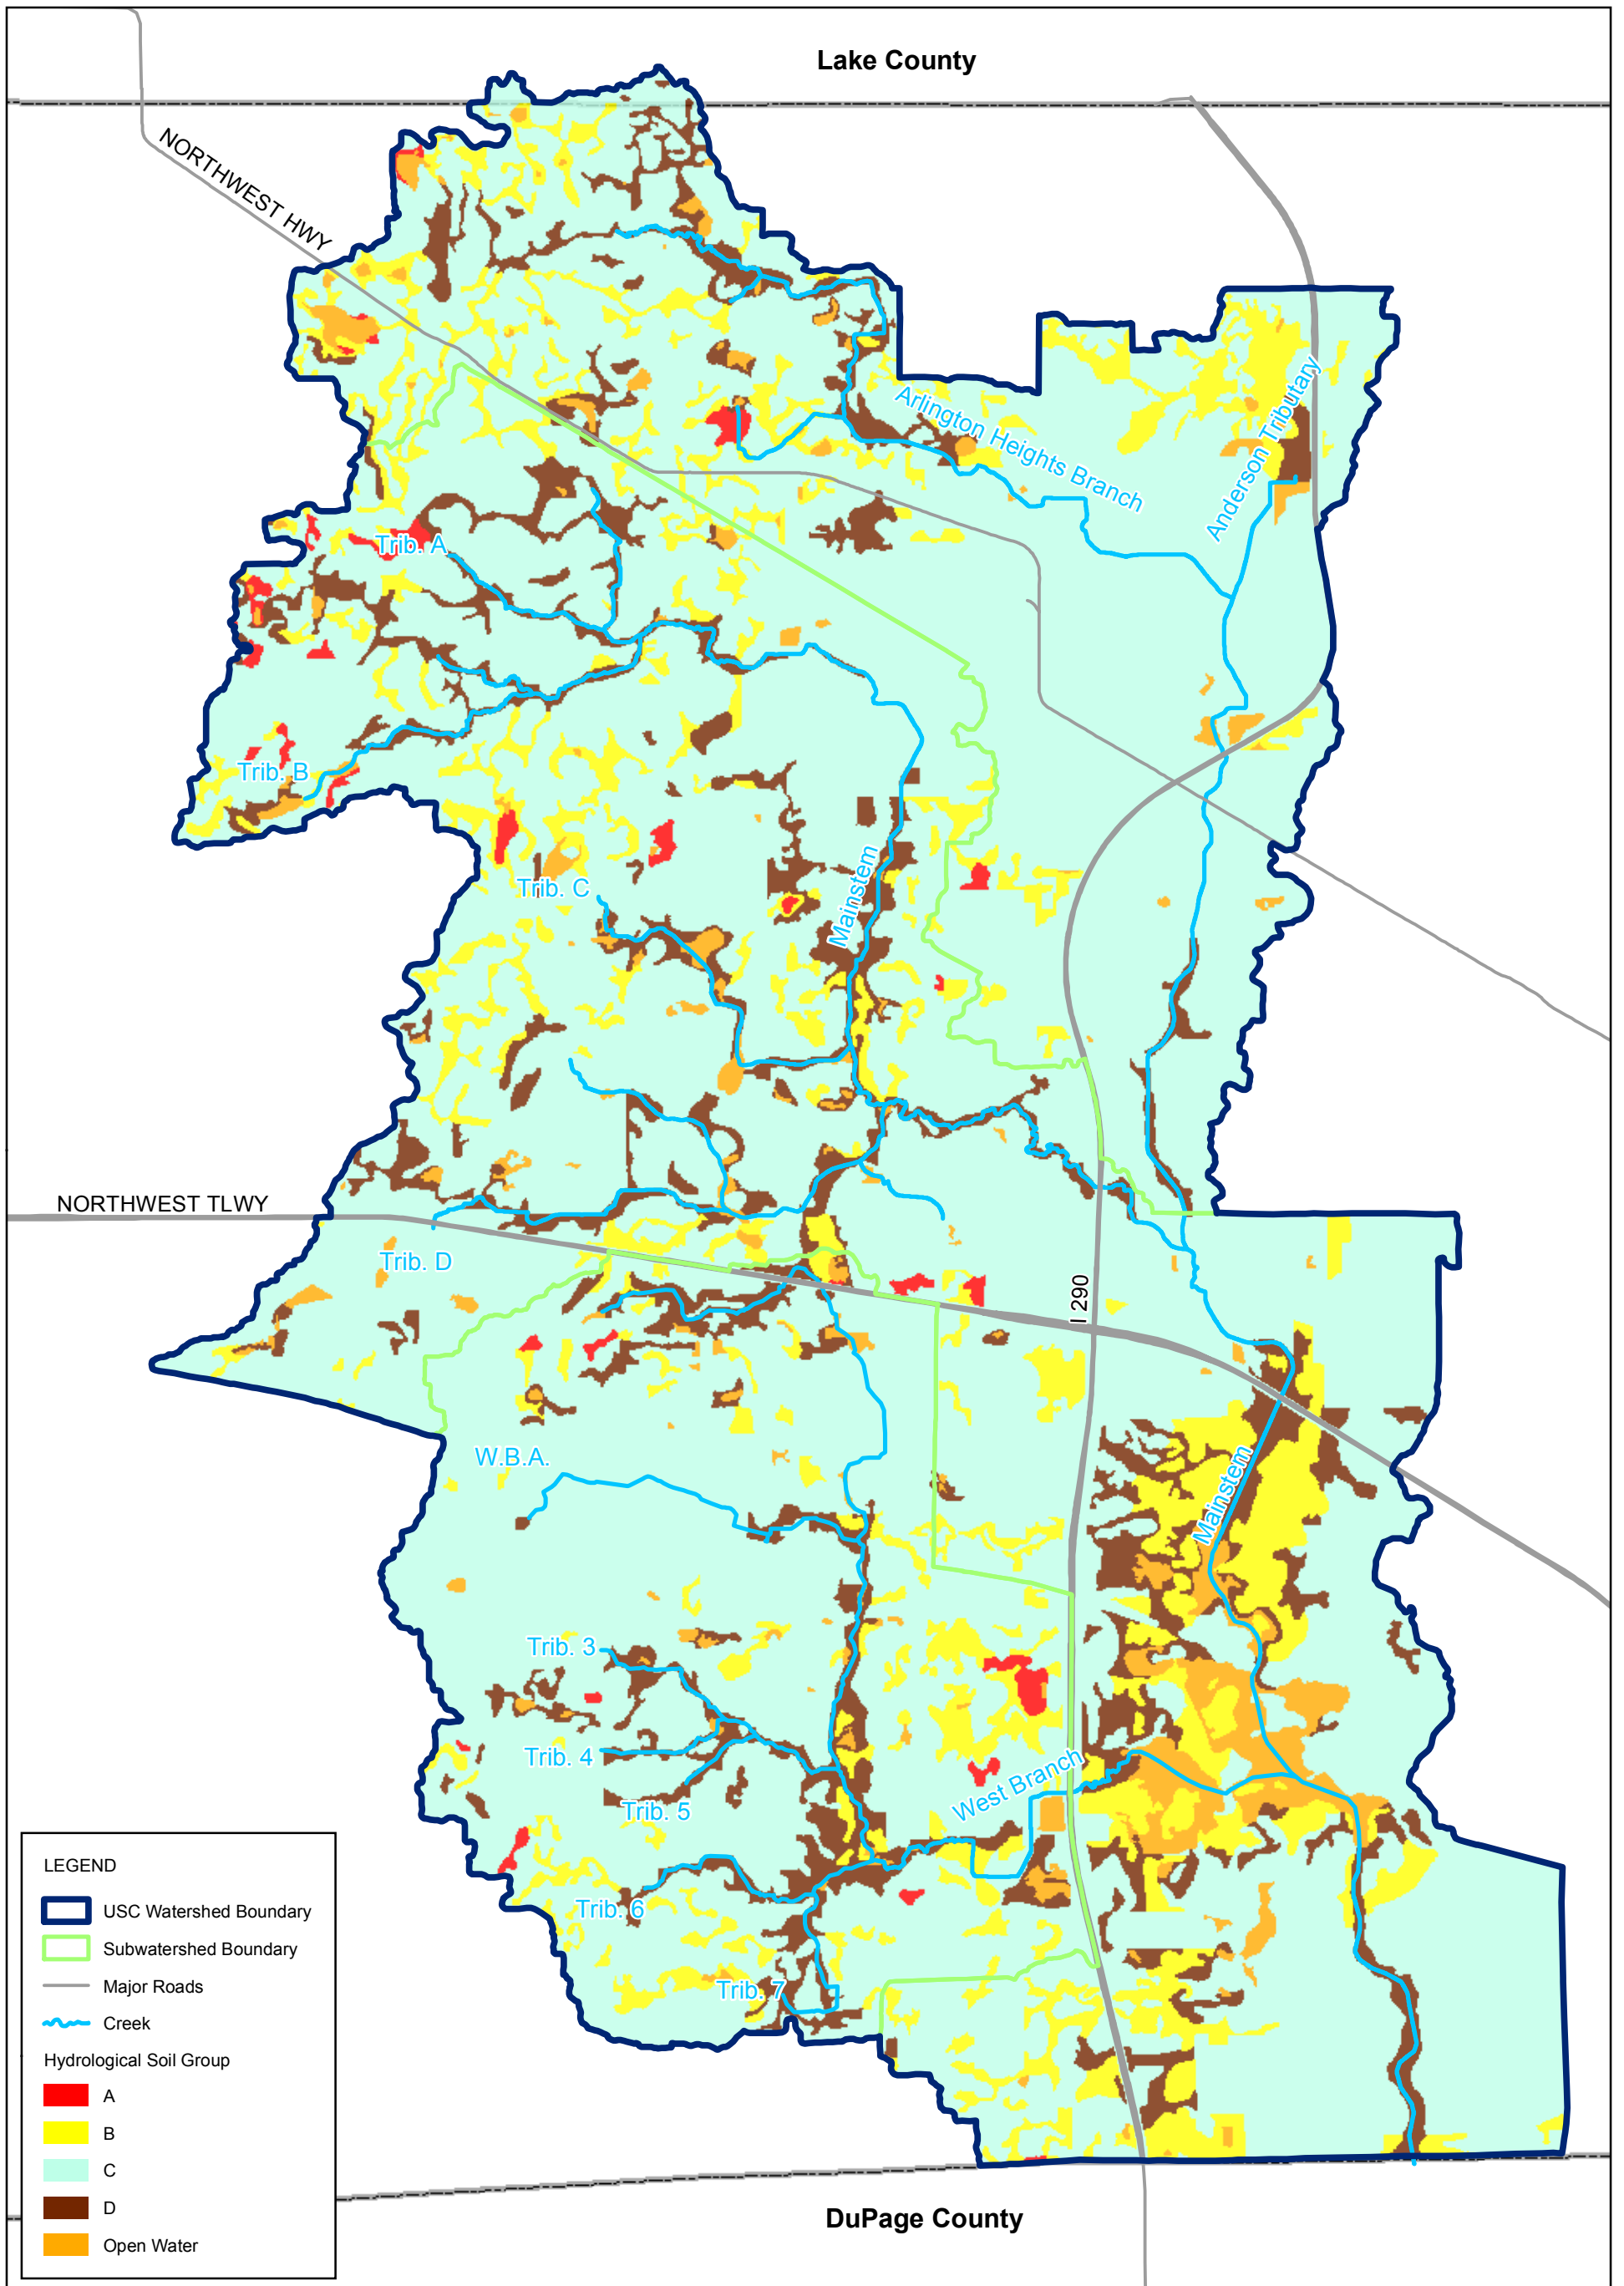 Lake County
NORTHWEST HWY
Arlington Heights Branch
Anderson Tributary
Trib. A
Trib. B
Trib. C
Mainstem
NORTHWEST TLWY
Trib. D
I 290
W.B.A.
Mainstem
Trib. 3
Trib. 4
West Branch
Trib. 5
Trib. 6
Trib. 7
LEGEND
USC Watershed Boundary
Subwatershed Boundary
Major Roads
Creek
Hydrological Soil Group
A
B
C
D
Open Water
DuPage County